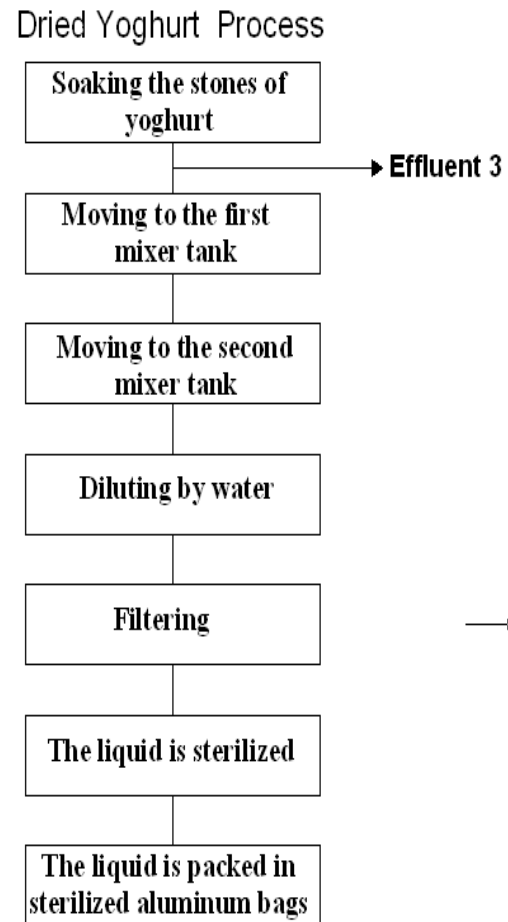 Dried Yoghurt Process
Soaking the stones of
yoghurt
Effluent 3
Moving to the first
mixer tank
Moving to the second
mixer tank
Diluting by water
Filtering
The liquid is sterilized
The liquid is packed in
sterilized aluminum bags